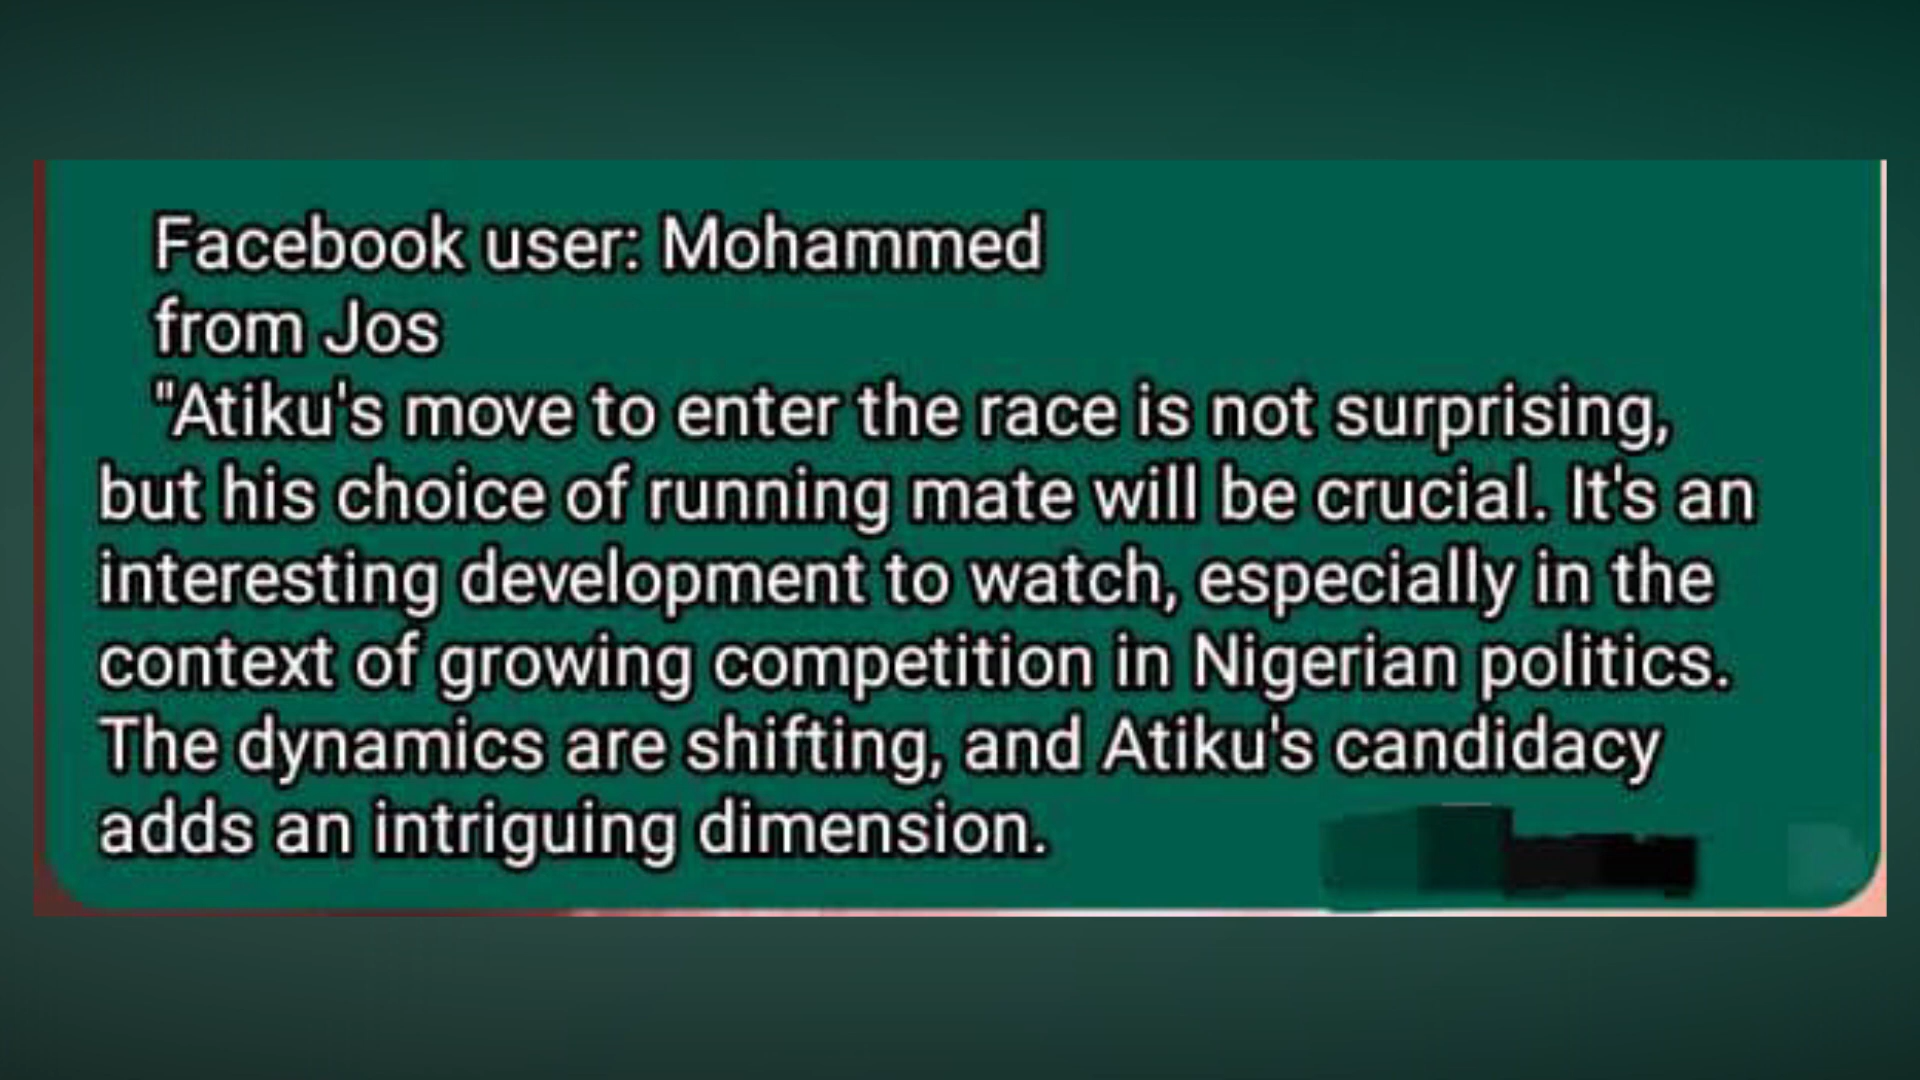 Facebook user: Mohammed
from Jos
"Atiku's move to enter the race is not surprising,
but his choice of running mate will be crucial. It's an
interesting development to watch, especially in the
context of growing competition in Nigerian politics.
The dynamics are shifting, and Atiku's candidacy
adds an intriguing dimension.